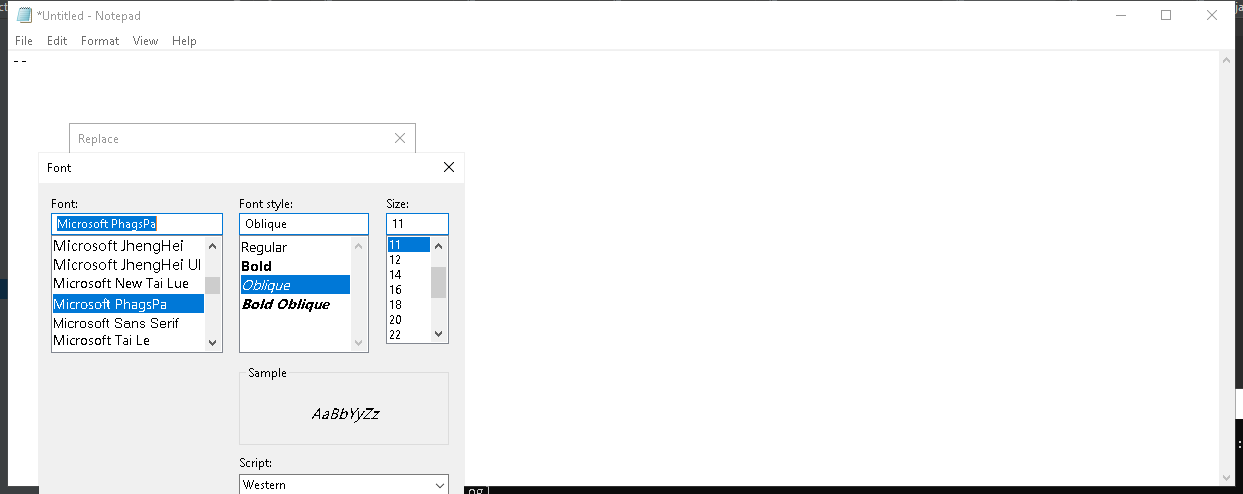 *Untitled - Notepad
File Edit Format View Help
--
Replace
Font
Font: Font style: Size:
Microsoft PhagsPa Oblique 11
Microsoft JhengHei Regular 11
Microsoft JhengHei UI Bold 12
Microsoft New Tai Lue Oblique 14
Microsoft PhagsPa Bold Oblique 16
Microsoft Sans Serif 18
Microsoft Tai Le 20
22
Sample
AaBbYyZz
Script:
Western